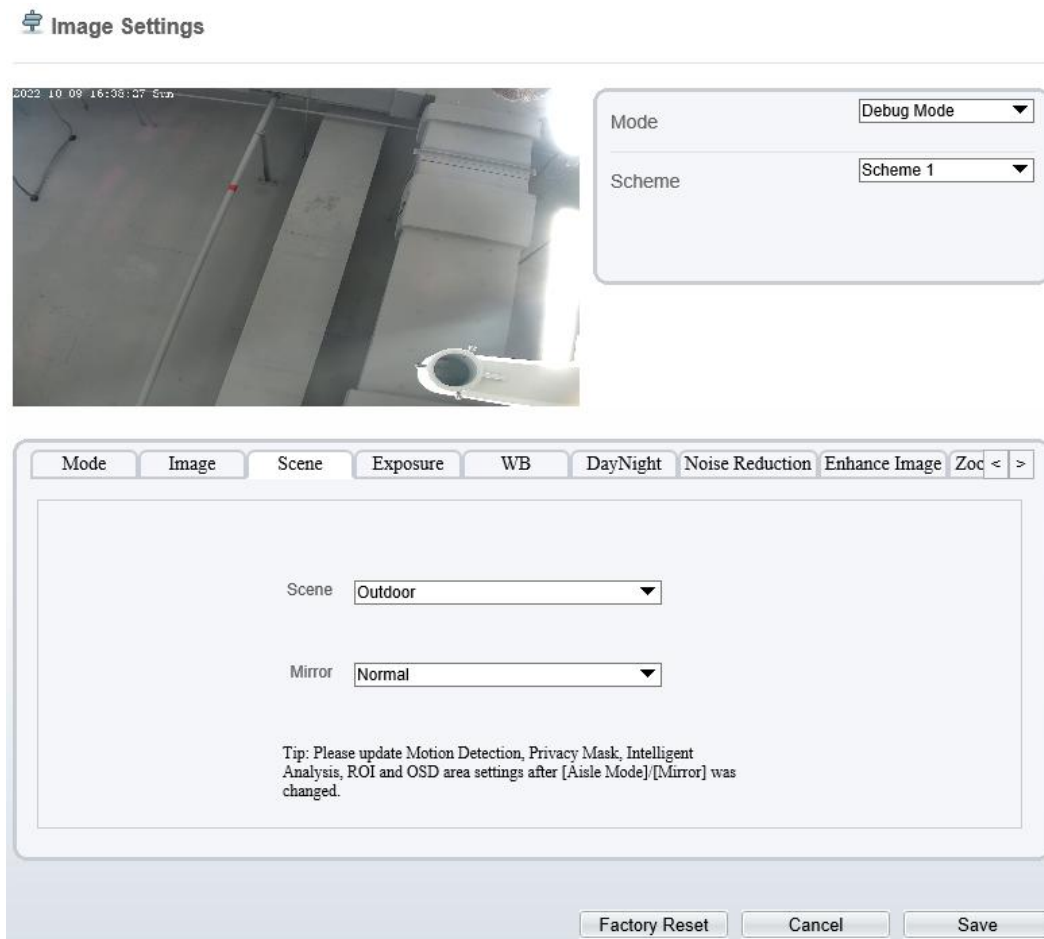 Image Settings
2022 10 09 16:38:27 Sun
Mode
Debug Mode
Scheme
Scheme 1
Mode
Image
Scene
Exposure
WB
DayNight
Noise Reduction
Enhance Image
Zoc
<
>
Scene
Outdoor
Mirror
Normal
Tip: Please update Motion Detection, Privacy Mask, Intelligent
Analysis, ROI and OSD area settings after [Aisle Mode]/[Mirror] was
changed.
Factory Reset
Cancel
Save